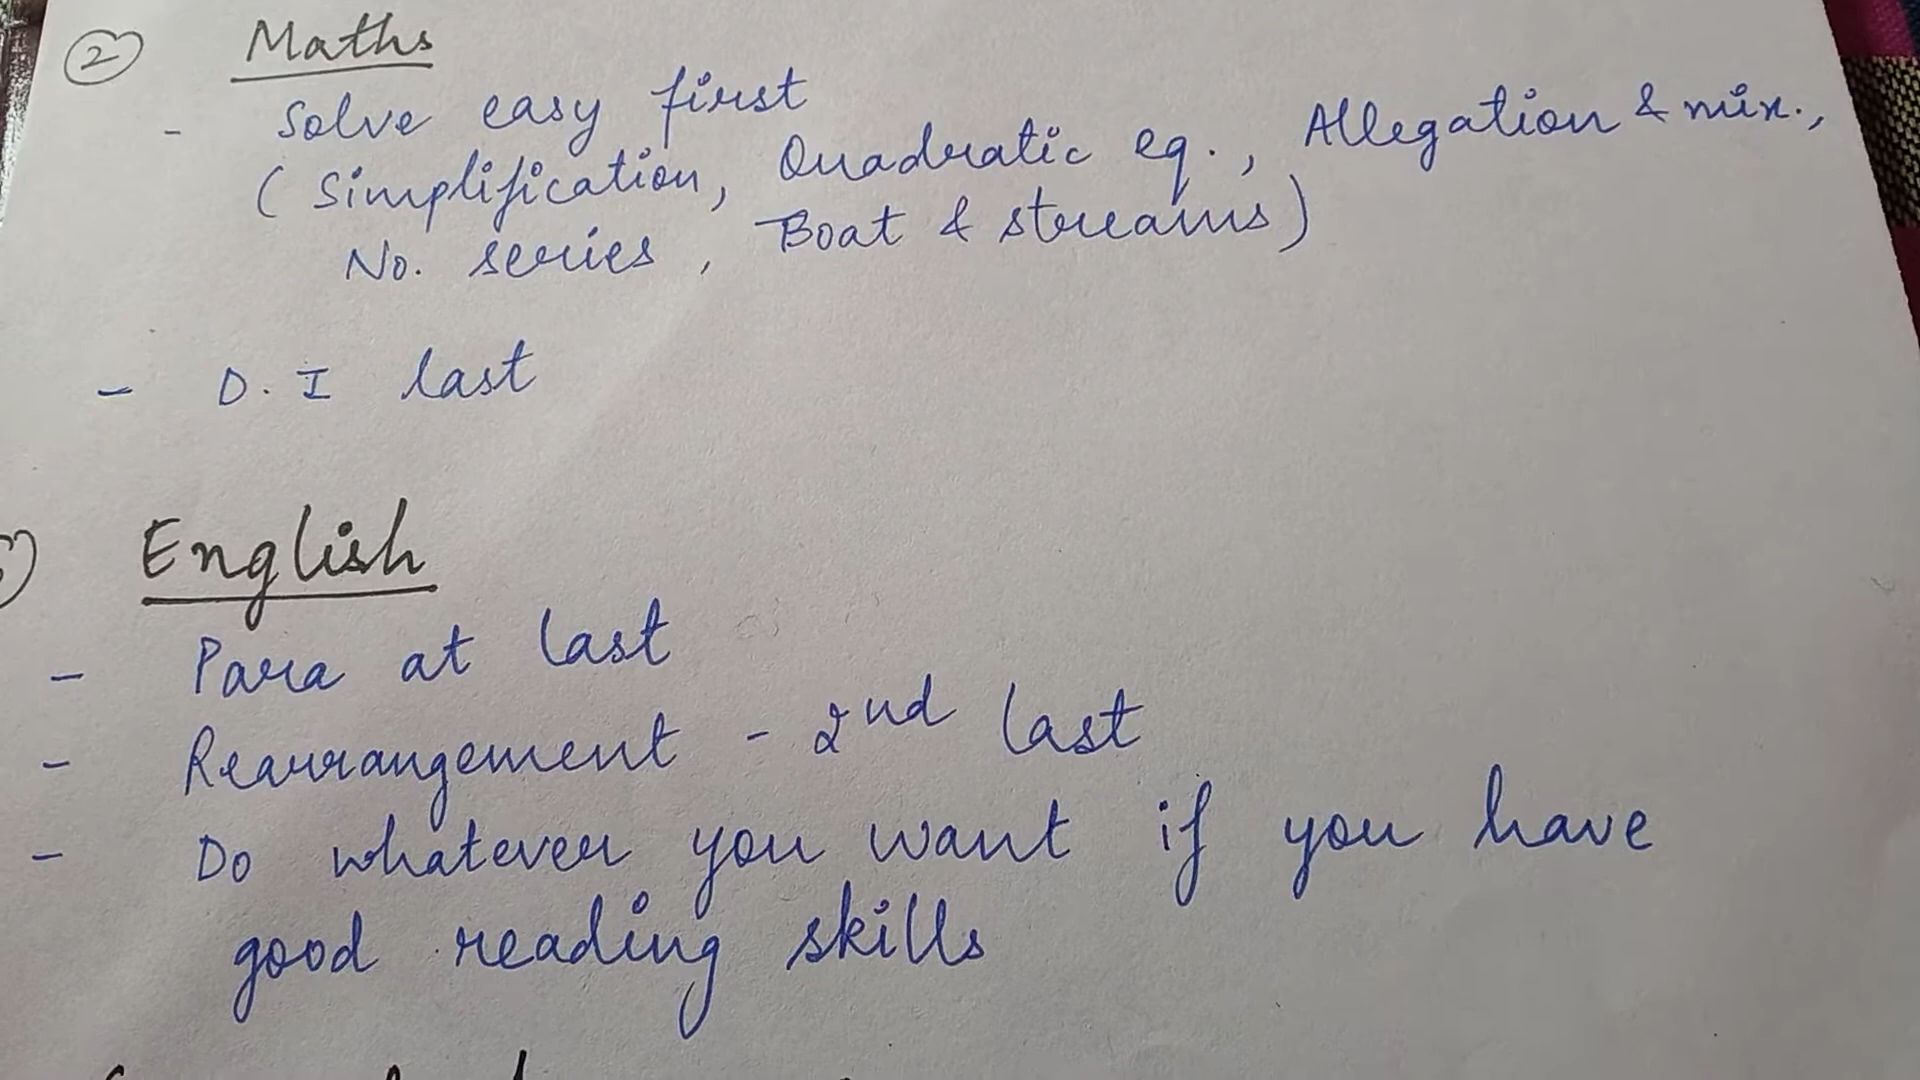 2 Maths
- Solve easy first
( Simplification, Quadratic eq., Allegation & mix.,
No. series, Boat & streams)
- D.I last
English
- Para at last
- Rearrangement - 2nd last
- Do whatever you want if you have
good reading skills